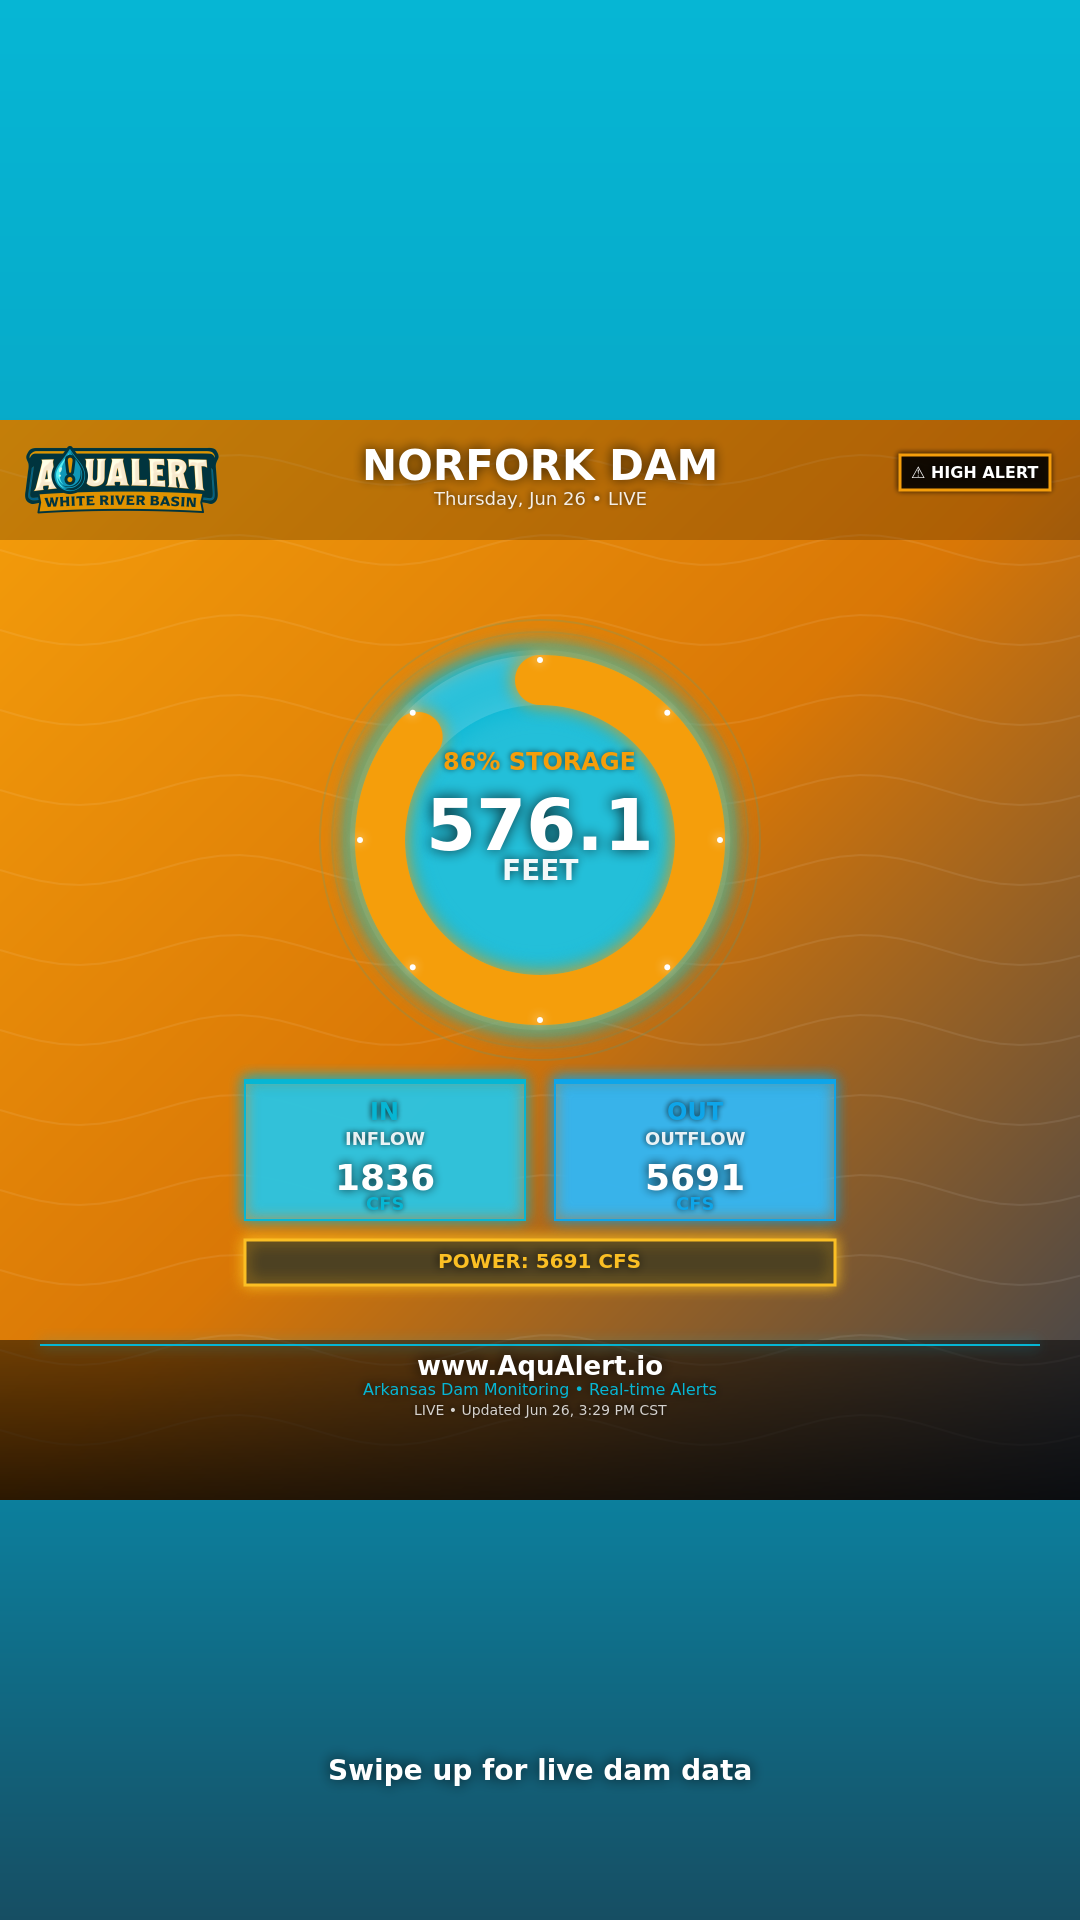 AQUALERT
WHITE RIVER BASIN
NORFORK DAM
Thursday, Jun 26 • LIVE
⚠ HIGH ALERT
86% STORAGE
576.1
FEET
IN
INFLOW
1836
CFS
OUT
OUTFLOW
5691
CFS
POWER: 5691 CFS
www.AquAlert.io
Arkansas Dam Monitoring • Real-time Alerts
LIVE • Updated Jun 26, 3:29 PM CST
Swipe up for live dam data